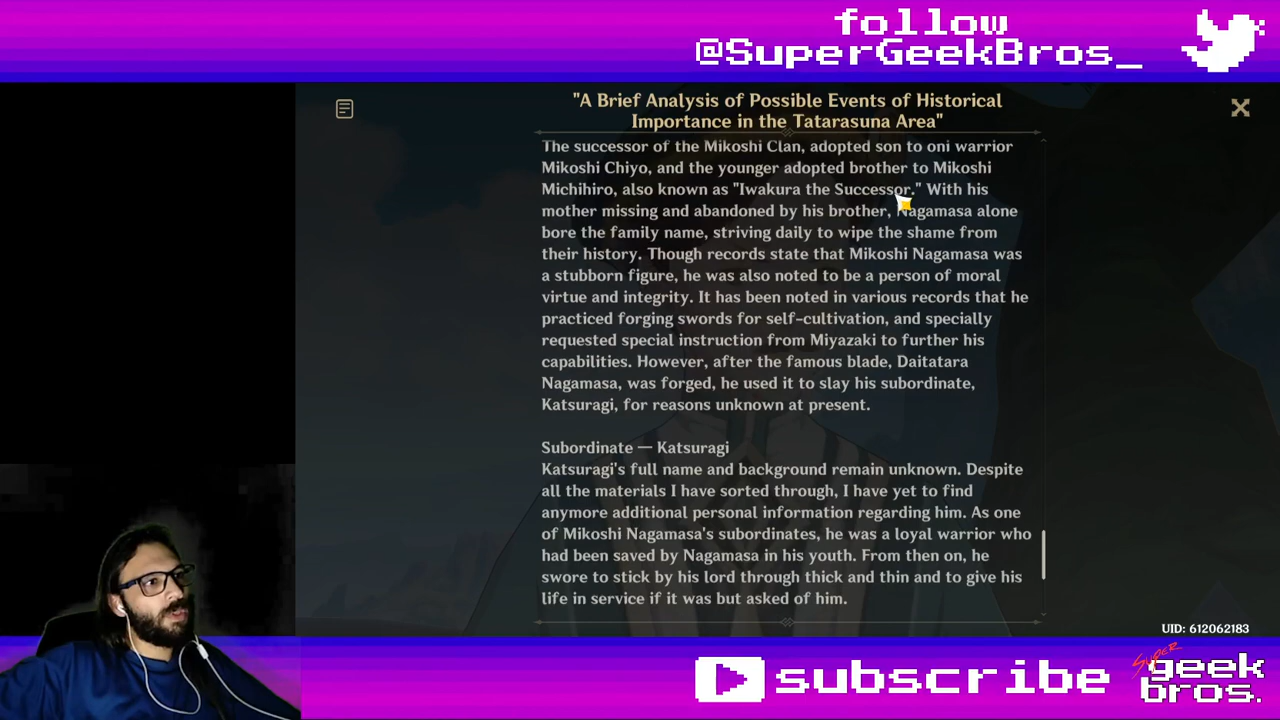 follow
@SuperGeekBros_
"A Brief Analysis of Possible Events of Historical
Importance in the Tatarasuna Area"
The successor of the Mikoshi Clan, adopted son to oni warrior
Mikoshi Chiyo, and the younger adopted brother to Mikoshi
Michihiro, also known as "Iwakura the Successor." With his
mother missing and abandoned by his brother, Nagamasa alone
bore the family name, striving daily to wipe the shame from
their history. Though records state that Mikoshi Nagamasa was
a stubborn figure, he was also noted to be a person of moral
virtue and integrity. It has been noted in various records that he
practiced forging swords for self-cultivation, and specially
requested special instruction from Miyazaki to further his
capabilities. However, after the famous blade, Daitatara
Nagamasa, was forged, he used it to slay his subordinate,
Katsuragi, for reasons unknown at present.
Subordinate — Katsuragi
Katsuragi's full name and background remain unknown. Despite
all the materials I have sorted through, I have yet to find
anymore additional personal information regarding him. As one
of Mikoshi Nagamasa's subordinates, he was a loyal warrior who
had been saved by Nagamasa in his youth. From then on, he
swore to stick by his lord through thick and thin and to give his
life in service if it was but asked of him.
UID: 612062183
subscribe
SUPER
geek
bros.